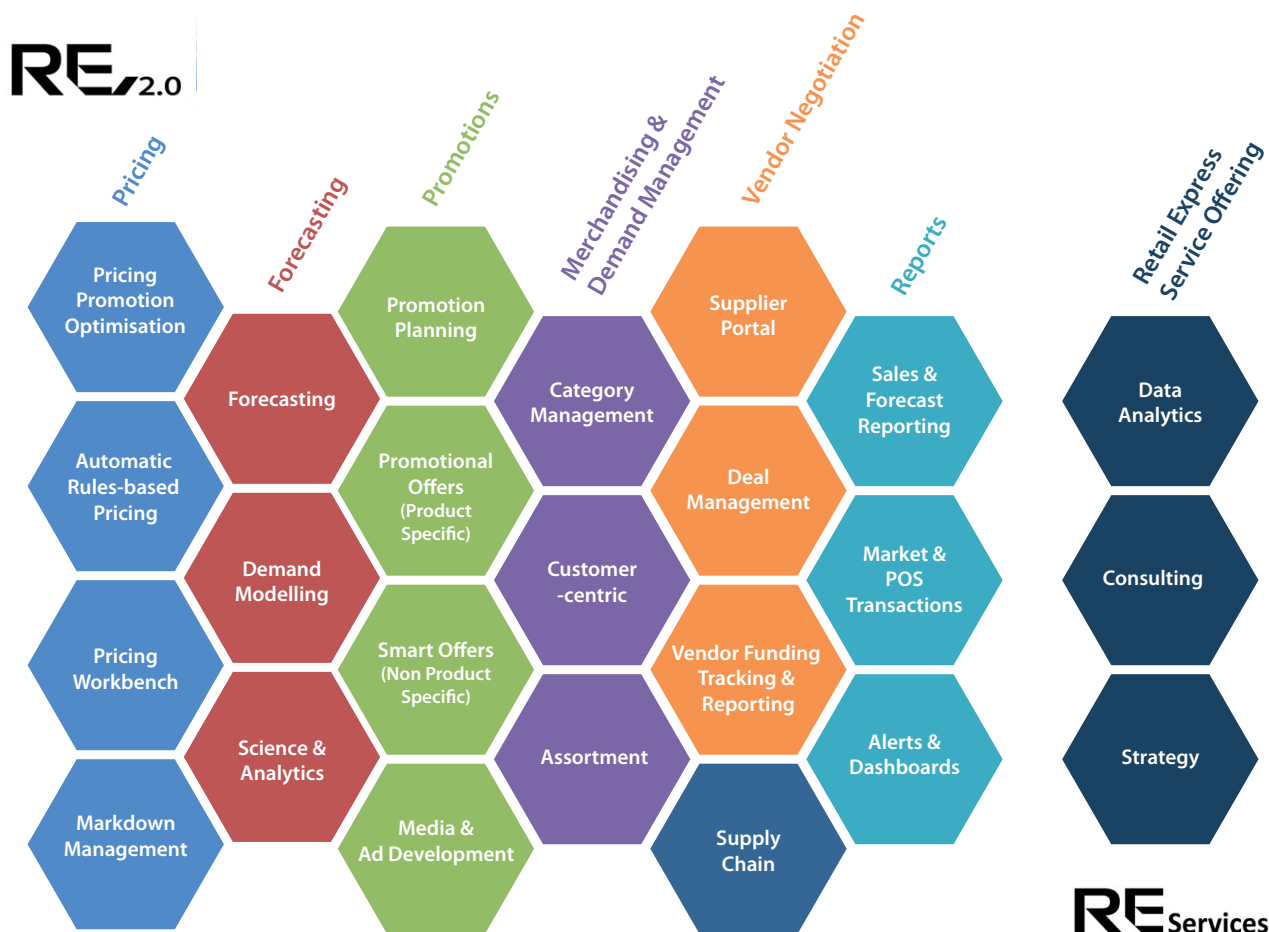 RE/2.0
Pricing
Forecasting
Promotions
Merchandising &
Demand Management
Vendor Negotiation
Reports
Retail Express
Service Offering
Pricing
Promotion
Optimisation
Automatic
Rules-based
Pricing
Pricing
Workbench
Markdown
Management
Forecasting
Demand
Modelling
Science &
Analytics
Promotion
Planning
Promotional
Offers
(Product
Specific)
Smart Offers
(Non Product
Specific)
Media &
Ad Development
Category
Management
Customer
-centric
Assortment
Supplier
Portal
Deal
Management
Vendor Funding
Tracking &
Reporting
Supply
Chain
Sales &
Forecast
Reporting
Market &
POS
Transactions
Alerts &
Dashboards
Data
Analytics
Consulting
Strategy
RE Services